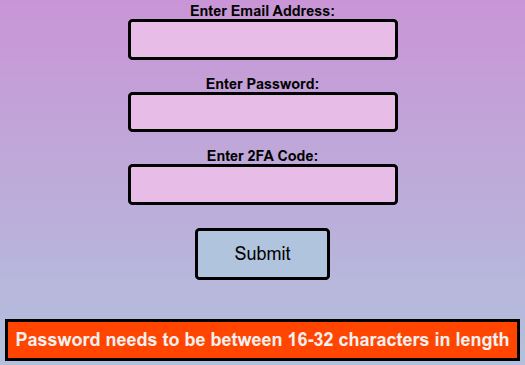 Enter Email Address:
Enter Password:
Enter 2FA Code:
Submit
Password needs to be between 16-32 characters in length